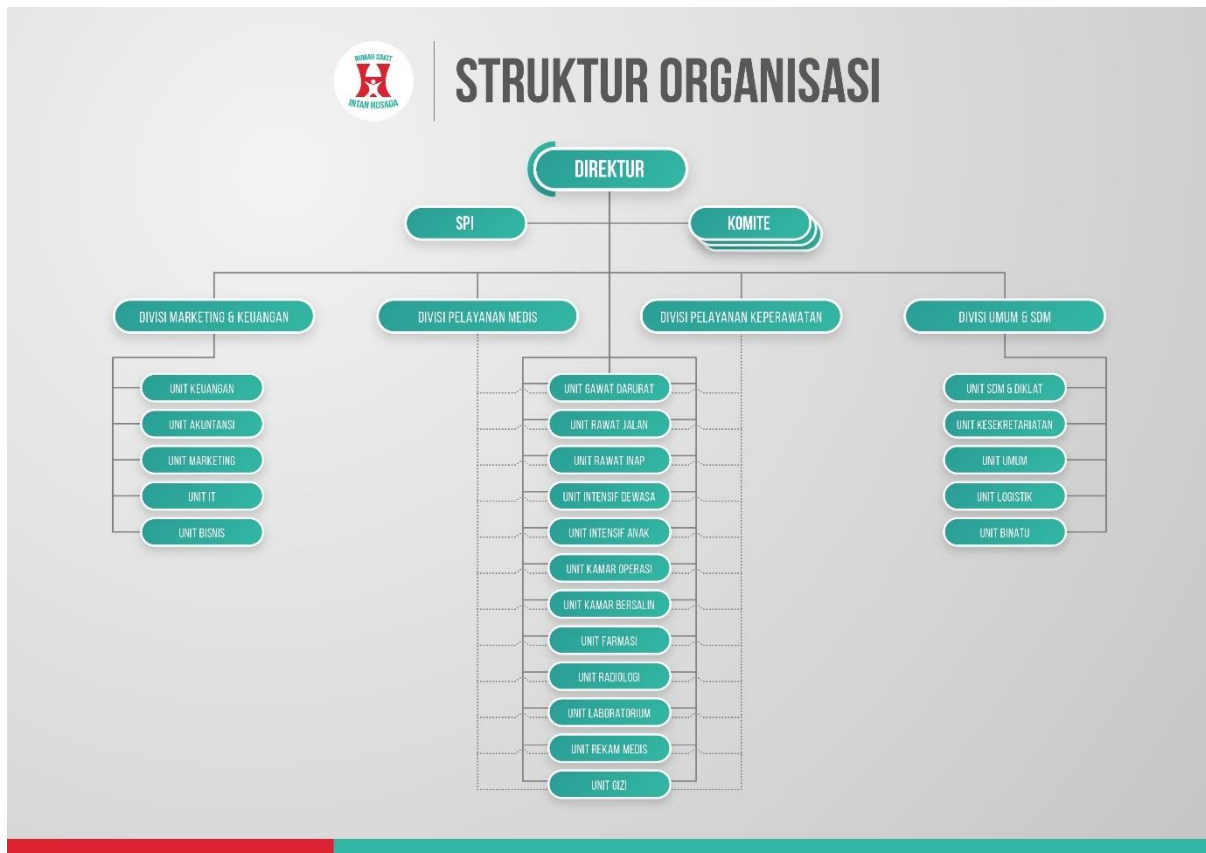 RUMAH SAKIT
INTAN HUSADA
STRUKTUR ORGANISASI
DIREKTUR
SPI
KOMITE
DIVISI MARKETING & KEUANGAN
DIVISI PELAYANAN MEDIS
DIVISI PELAYANAN KEPERAWATAN
DIVISI UMUM & SDM
UNIT KEUANGAN
UNIT AKUNTANSI
UNIT MARKETING
UNIT IT
UNIT BISNIS
UNIT GAWAT DARURAT
UNIT RAWAT JALAN
UNIT RAWAT INAP
UNIT INTENSIF DEWASA
UNIT INTENSIF ANAK
UNIT KAMAR OPERASI
UNIT KAMAR BERSALIN
UNIT FARMASI
UNIT RADIOLOGI
UNIT LABORATORIUM
UNIT REKAM MEDIS
UNIT GIZI
UNIT SDM & DIKLAT
UNIT KESEKRETARIATAN
UNIT UMUM
UNIT LOGISTIK
UNIT BINATU